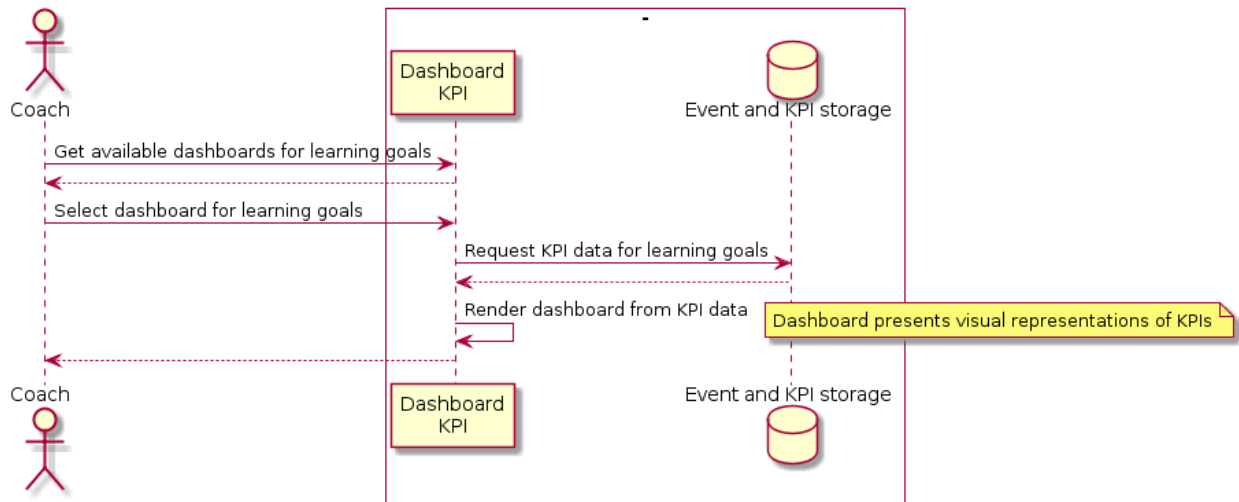 -
Dashboard
KPI
Coach
Event and KPI storage
Get available dashboards for learning goals
Select dashboard for learning goals
Request KPI data for learning goals
Render dashboard from KPI data
Dashboard presents visual representations of KPIs
Coach
Dashboard
KPI
Event and KPI storage